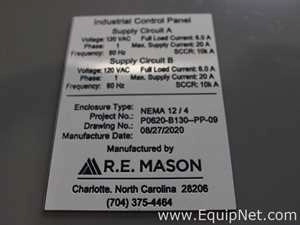 Industrial Control Panel
Supply Circuit A
Voltage: 120 VAC Full Load Current: 6.0 A
Phase: 1 Max. Supply Current: 20 A
Frequency: 60 Hz SCCR: 10k A
Supply Circuit B
Voltage: 120 VAC Full Load Current: 6.0 A
Phase: 1 Max. Supply Current: 20 A
Frequency: 60 Hz SCCR: 10k A
Enclosure Type: NEMA 12 / 4
Project No.: P0620-B130--PP-09
Drawing No.:
Manufacture Date: 08/27/2020
Manufactured by
R.E. MASON
Charlotte, North Carolina 28206
(704) 375-4464
www.EquipNet.com